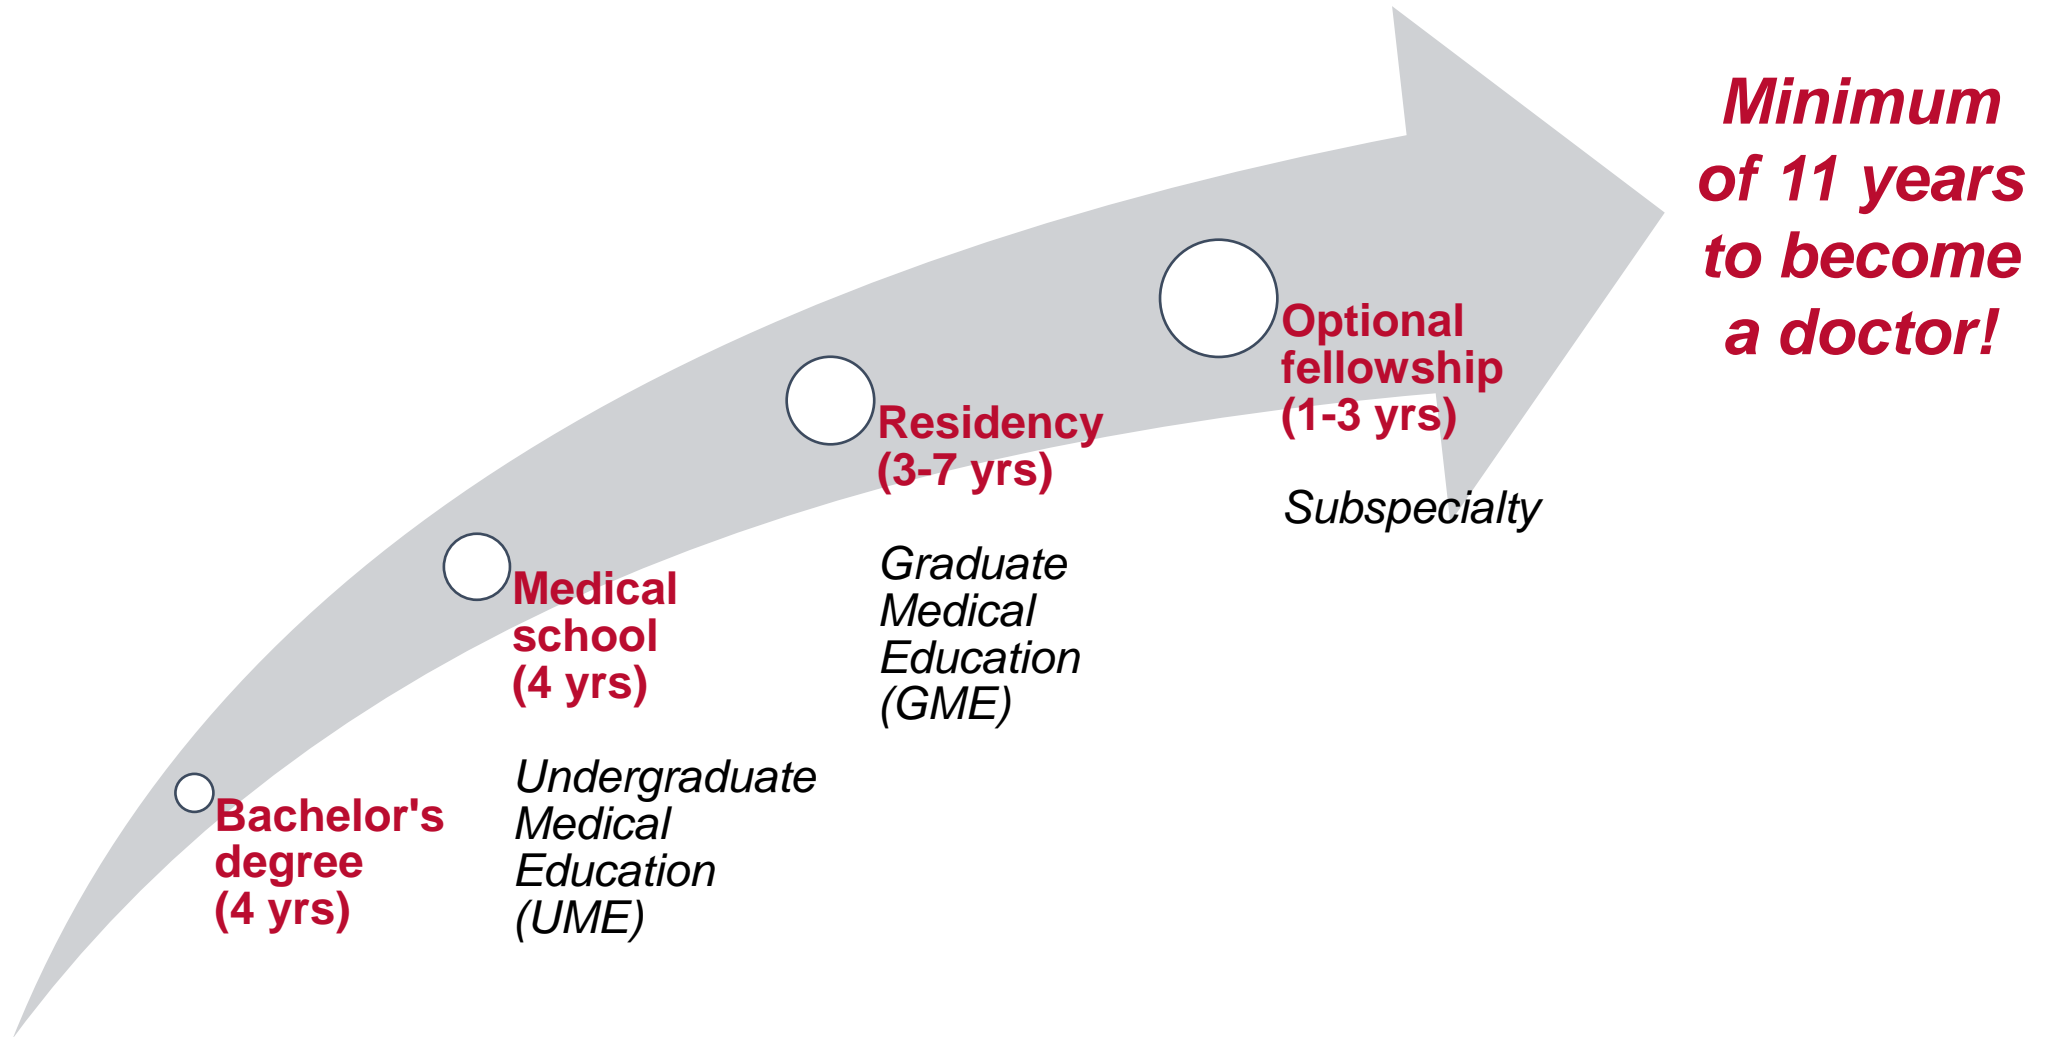 Minimum
of 11 years
to become
a doctor!
Optional
fellowship
(1-3 yrs)
Subspecialty
Residency
(3-7 yrs)
Graduate
Medical
Education
(GME)
Medical
school
(4 yrs)
Undergraduate
Medical
Education
(UME)
Bachelor's
degree
(4 yrs)